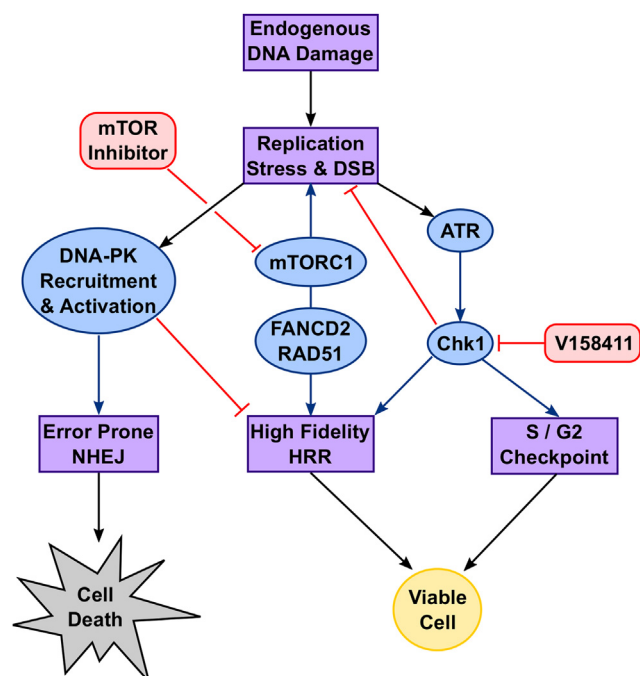 Endogenous
DNA Damage
mTOR
Inhibitor
Replication
Stress & DSB
DNA-PK
Recruitment
& Activation
mTORC1
ATR
FANCD2
RAD51
Chk1
V158411
Error Prone
NHEJ
High Fidelity
HRR
S / G2
Checkpoint
Cell
Death
Viable
Cell